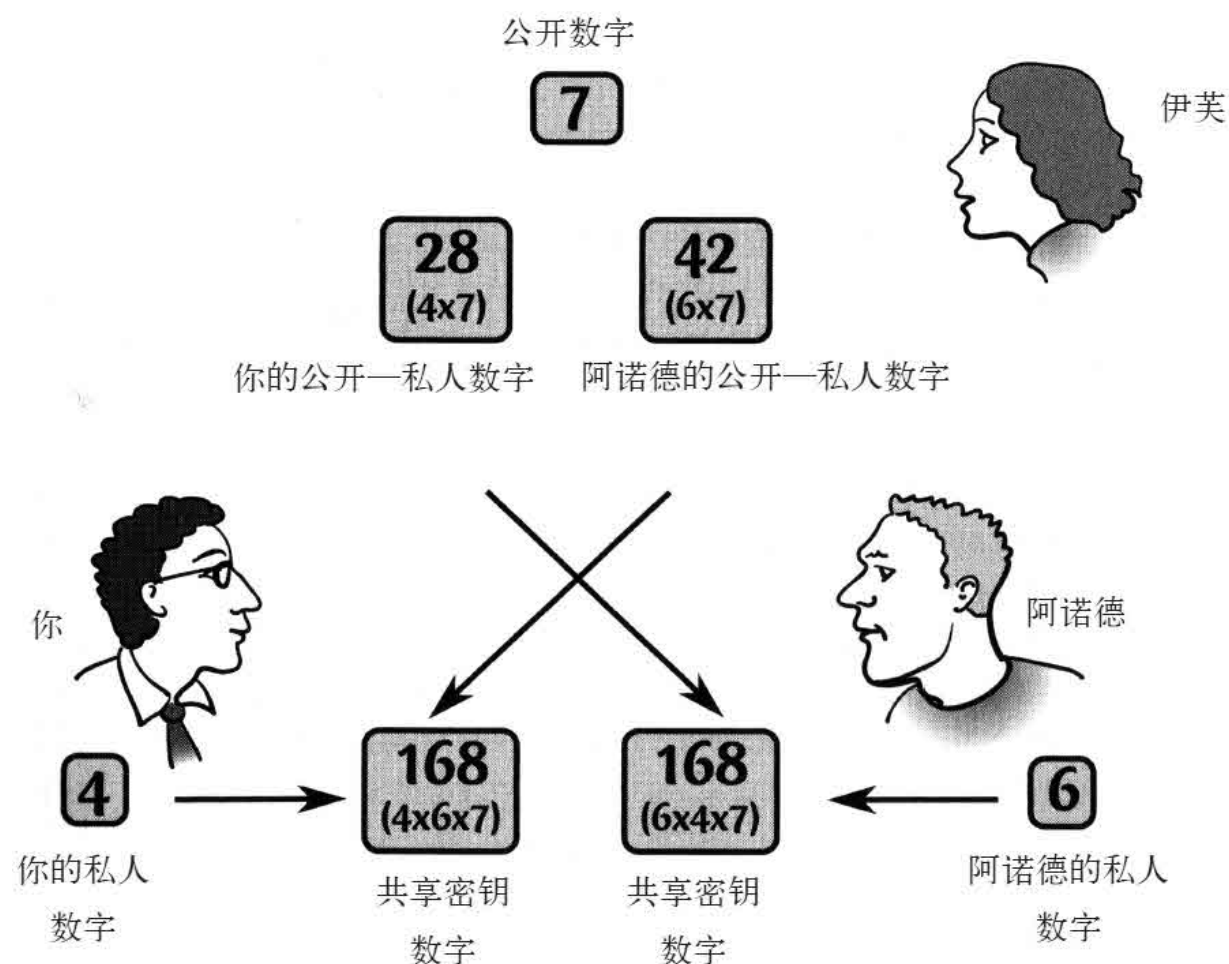 公开数字
7
伊芙
28
(4x7)
42
(6x7)
你的公开—私人数字
阿诺德的公开—私人数字
你
阿诺德
4
168
(4x6x7)
168
(6x4x7)
6
你的私人
数字
共享密钥
数字
共享密钥
数字
阿诺德的私人
数字